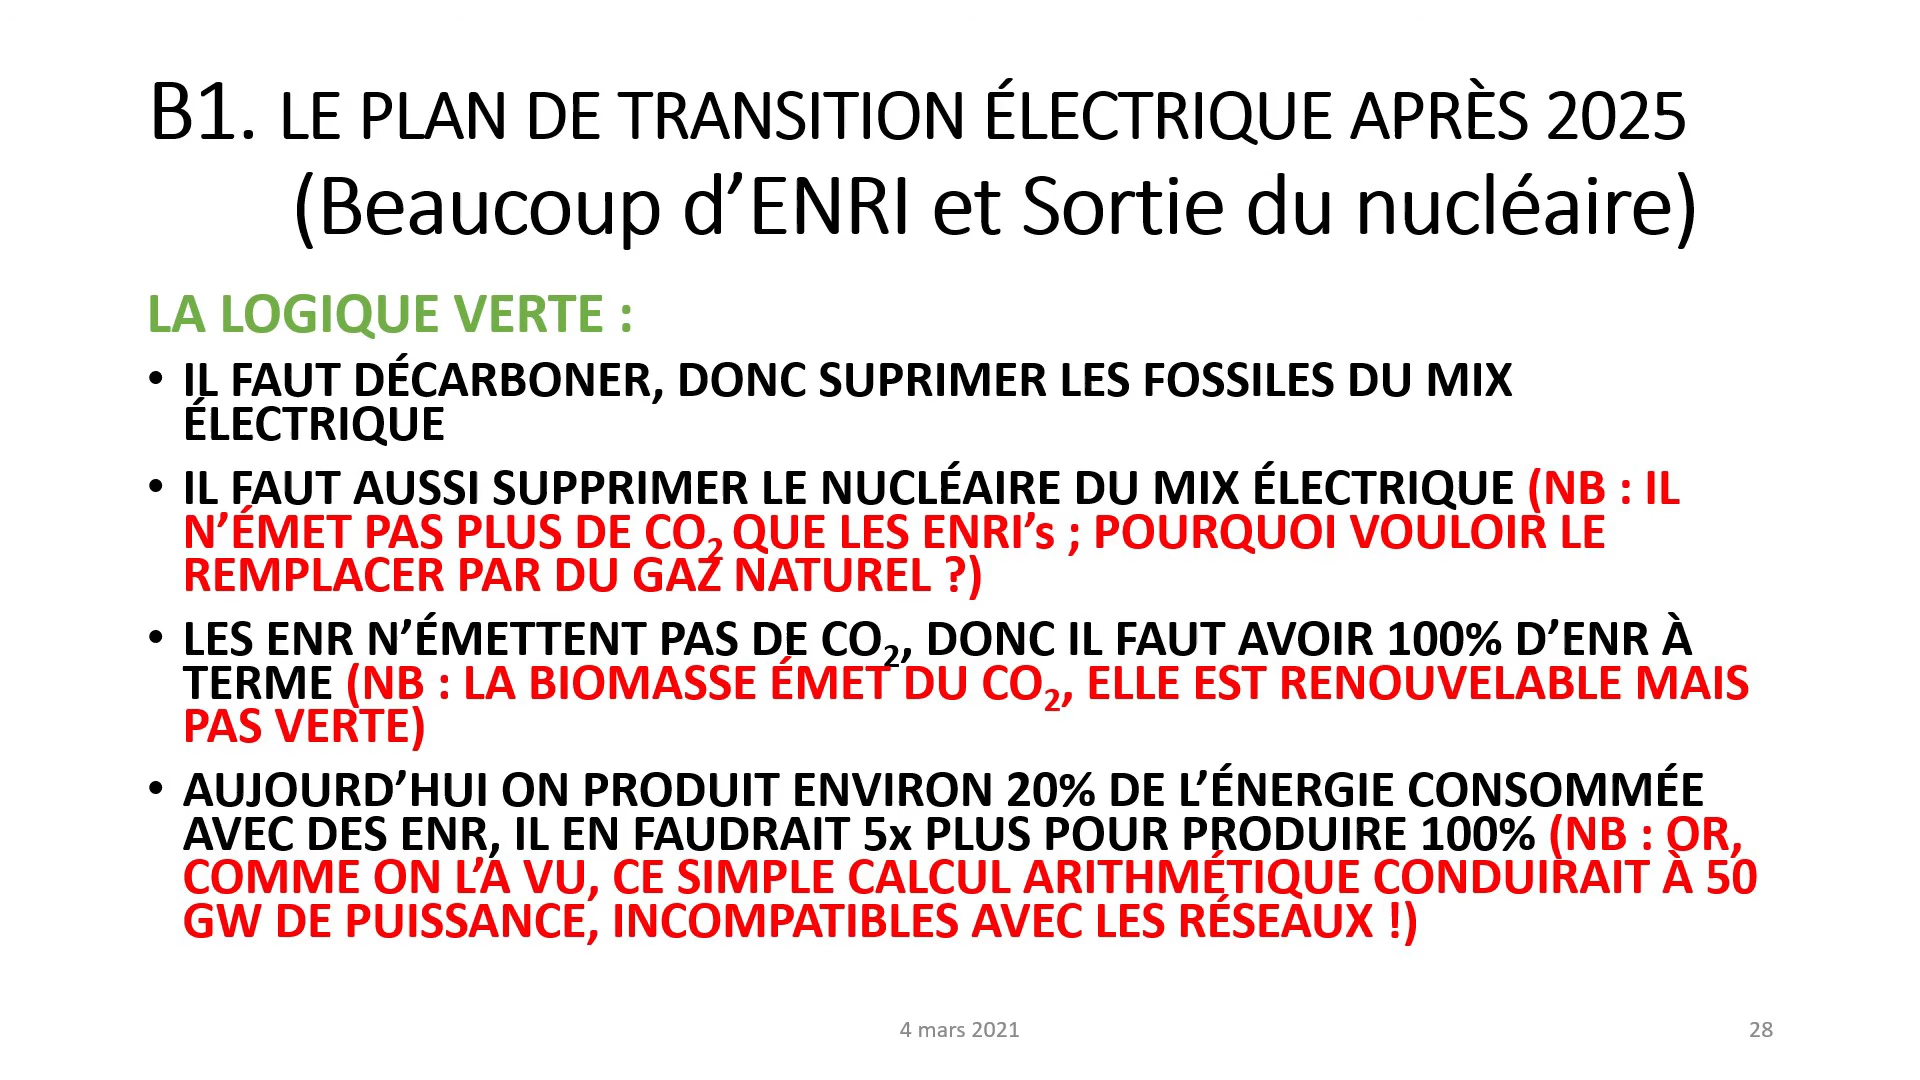 B1. LE PLAN DE TRANSITION ÉLECTRIQUE APRÈS 2025
(Beaucoup d’ENRI et Sortie du nucléaire)
LA LOGIQUE VERTE :
• IL FAUT DÉCARBONER, DONC SUPRIMER LES FOSSILES DU MIX
ÉLECTRIQUE
• IL FAUT AUSSI SUPPRIMER LE NUCLÉAIRE DU MIX ÉLECTRIQUE (NB : IL
N’ÉMET PAS PLUS DE CO₂ QUE LES ENRI’s ; POURQUOI VOULOIR LE
REMPLACER PAR DU GAZ NATUREL ?)
• LES ENR N’ÉMETTENT PAS DE CO₂, DONC IL FAUT AVOIR 100% D’ENR À
TERME (NB : LA BIOMASSE ÉMET DU CO₂, ELLE EST RENOUVELABLE MAIS
PAS VERTE)
• AUJOURD’HUI ON PRODUIT ENVIRON 20% DE L’ÉNERGIE CONSOMMÉE
AVEC DES ENR, IL EN FAUDRAIT 5x PLUS POUR PRODUIRE 100% (NB : OR,
COMME ON L’A VU, CE SIMPLE CALCUL ARITHMÉTIQUE CONDUIRAIT À 50
GW DE PUISSANCE, INCOMPATIBLES AVEC LES RÉSEAUX !)
4 mars 2021
28